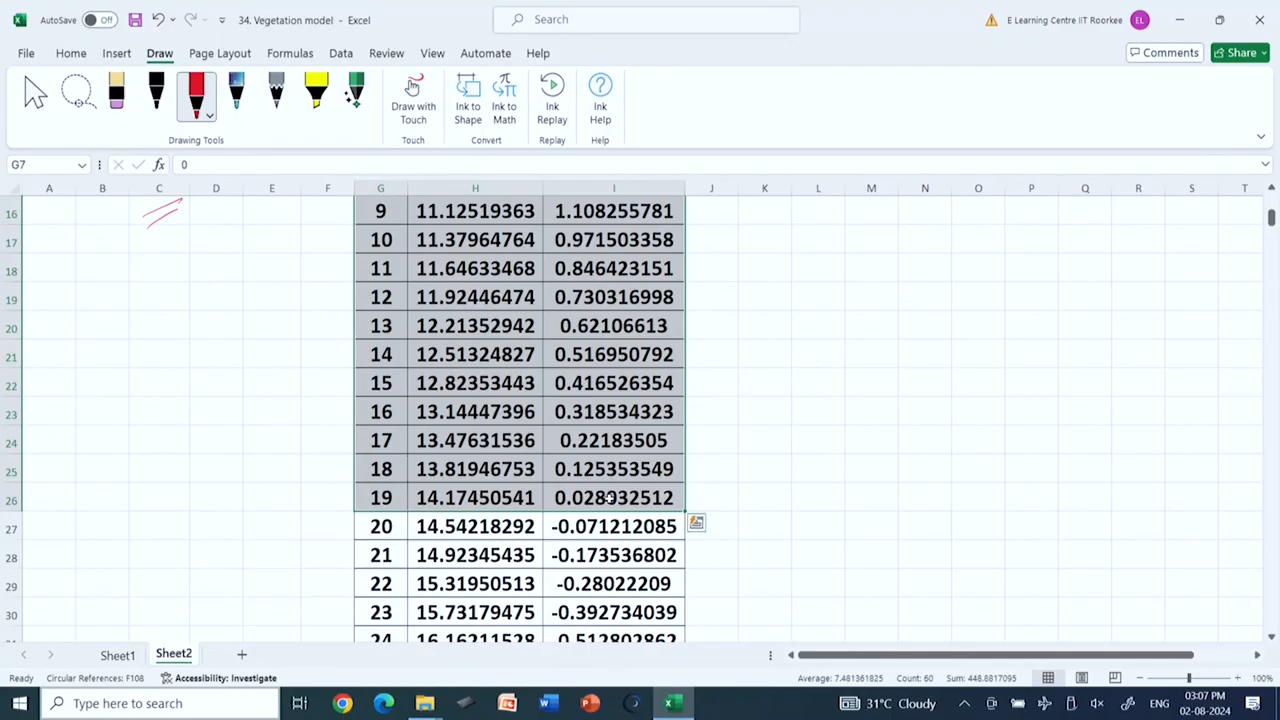 AutoSave Off 34. Vegetation model - Excel Search E Learning Centre IIT Roorkee EL
File Home Insert Draw Page Layout Formulas Data Review View Automate Help Comments Share
Draw with Touch Ink to Shape Ink to Math Ink Replay Ink Help
Drawing Tools Touch Convert Replay Help
G7 fx 0
A B C D E F G H I J K L M N O P Q R S T
16 9 11.12519363 1.108255781
17 10 11.37964764 0.971503358
18 11 11.64633468 0.846423151
19 12 11.92446474 0.730316998
20 13 12.21352942 0.62106613
21 14 12.51324827 0.516950792
22 15 12.82353443 0.416526354
23 16 13.14447396 0.318534323
24 17 13.47631536 0.22183505
25 18 13.81946753 0.125353549
26 19 14.17450541
27 20 14.54218292 -0.071212085
28 21 14.92345435 -0.173536802
29 22 15.31950513 -0.28022209
30 23 15.73179475 -0.392734039
24 16.16211528
Sheet1 Sheet2
Ready Circular References: F108 Accessibility: Investigate Average: 7.481361825 Count: 60 Sum: 448.8817095 100%
Type here to search 31°C Cloudy ENG 03:07 PM
02-08-2024